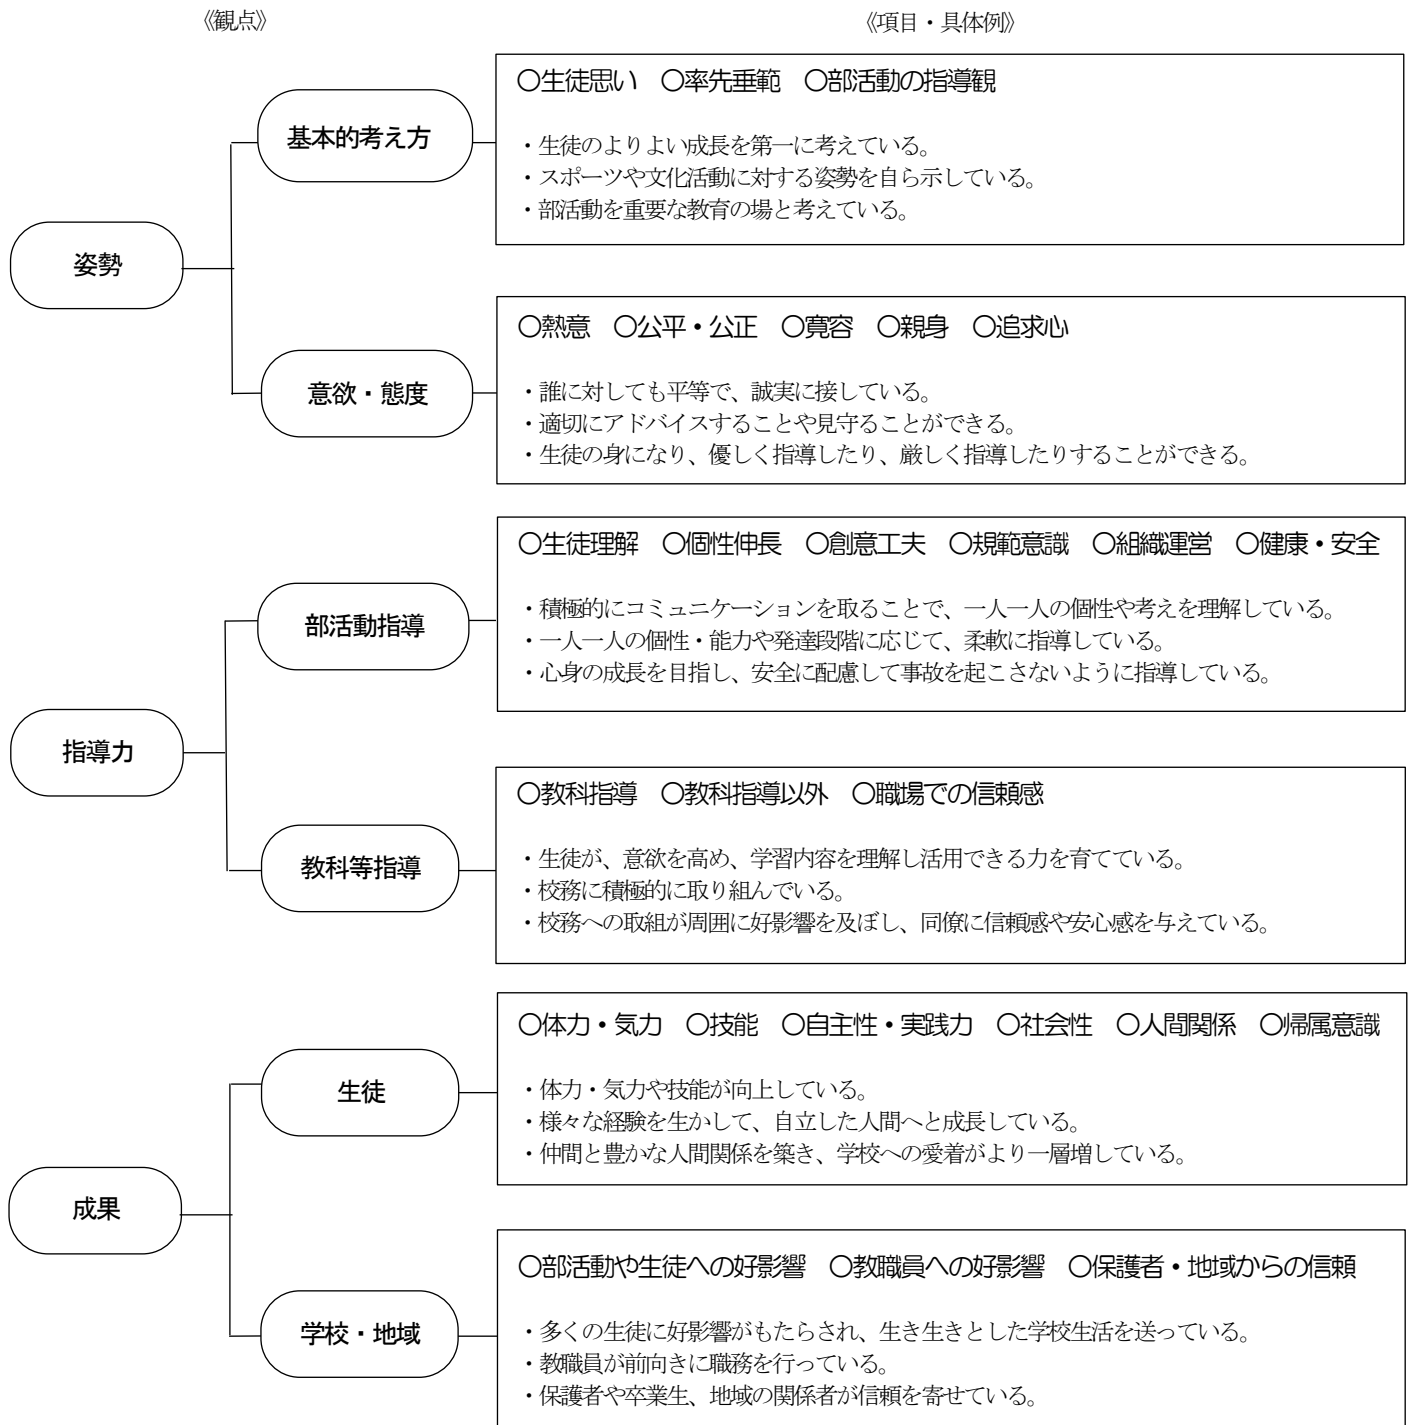 《観点》
《項目・具体例》
姿勢
基本的考え方
〇生徒思い 〇率先垂範 〇部活動の指導観
・生徒のよりよい成長を第一に考えている。
・スポーツや文化活動に対する姿勢を自ら示している。
・部活動を重要な教育の場と考えている。
意欲・態度
〇熱意 〇公平・公正 〇寛容 〇親身 〇追求心
・誰に対しても平等で、誠実に接している。
・適切にアドバイスすることや見守ることができる。
・生徒の身になり、優しく指導したり、厳しく指導したりすることができる。
指導力
部活動指導
〇生徒理解 〇個性伸長 〇創意工夫 〇規範意識 〇組織運営 〇健康・安全
・積極的にコミュニケーションを取ることで、一人一人の個性や考えを理解している。
・一人一人の個性・能力や発達段階に応じて、柔軟に指導している。
・心身の成長を目指し、安全に配慮して事故を起こさないように指導している。
教科等指導
〇教科指導 〇教科指導以外 〇職場での信頼感
・生徒が、意欲を高め、学習内容を理解し活用できる力を育てている。
・校務に積極的に取り組んでいる。
・校務への取組が周囲に好影響を及ぼし、同僚に信頼感や安心感を与えている。
成果
生徒
〇体力・気力 〇技能 〇自主性・実践力 〇社会性 〇人間関係 〇帰属意識
・体力・気力や技能が向上している。
・様々な経験を生かして、自立した人間へと成長している。
・仲間と豊かな人間関係を築き、学校への愛着がより一層増している。
学校・地域
〇部活動や生徒への好影響 〇教職員への好影響 〇保護者・地域からの信頼
・多くの生徒に好影響がもたらされ、生き生きとした学校生活を送っている。
・教職員が前向きに職務を行っている。
・保護者や卒業生、地域の関係者が信頼を寄せている。